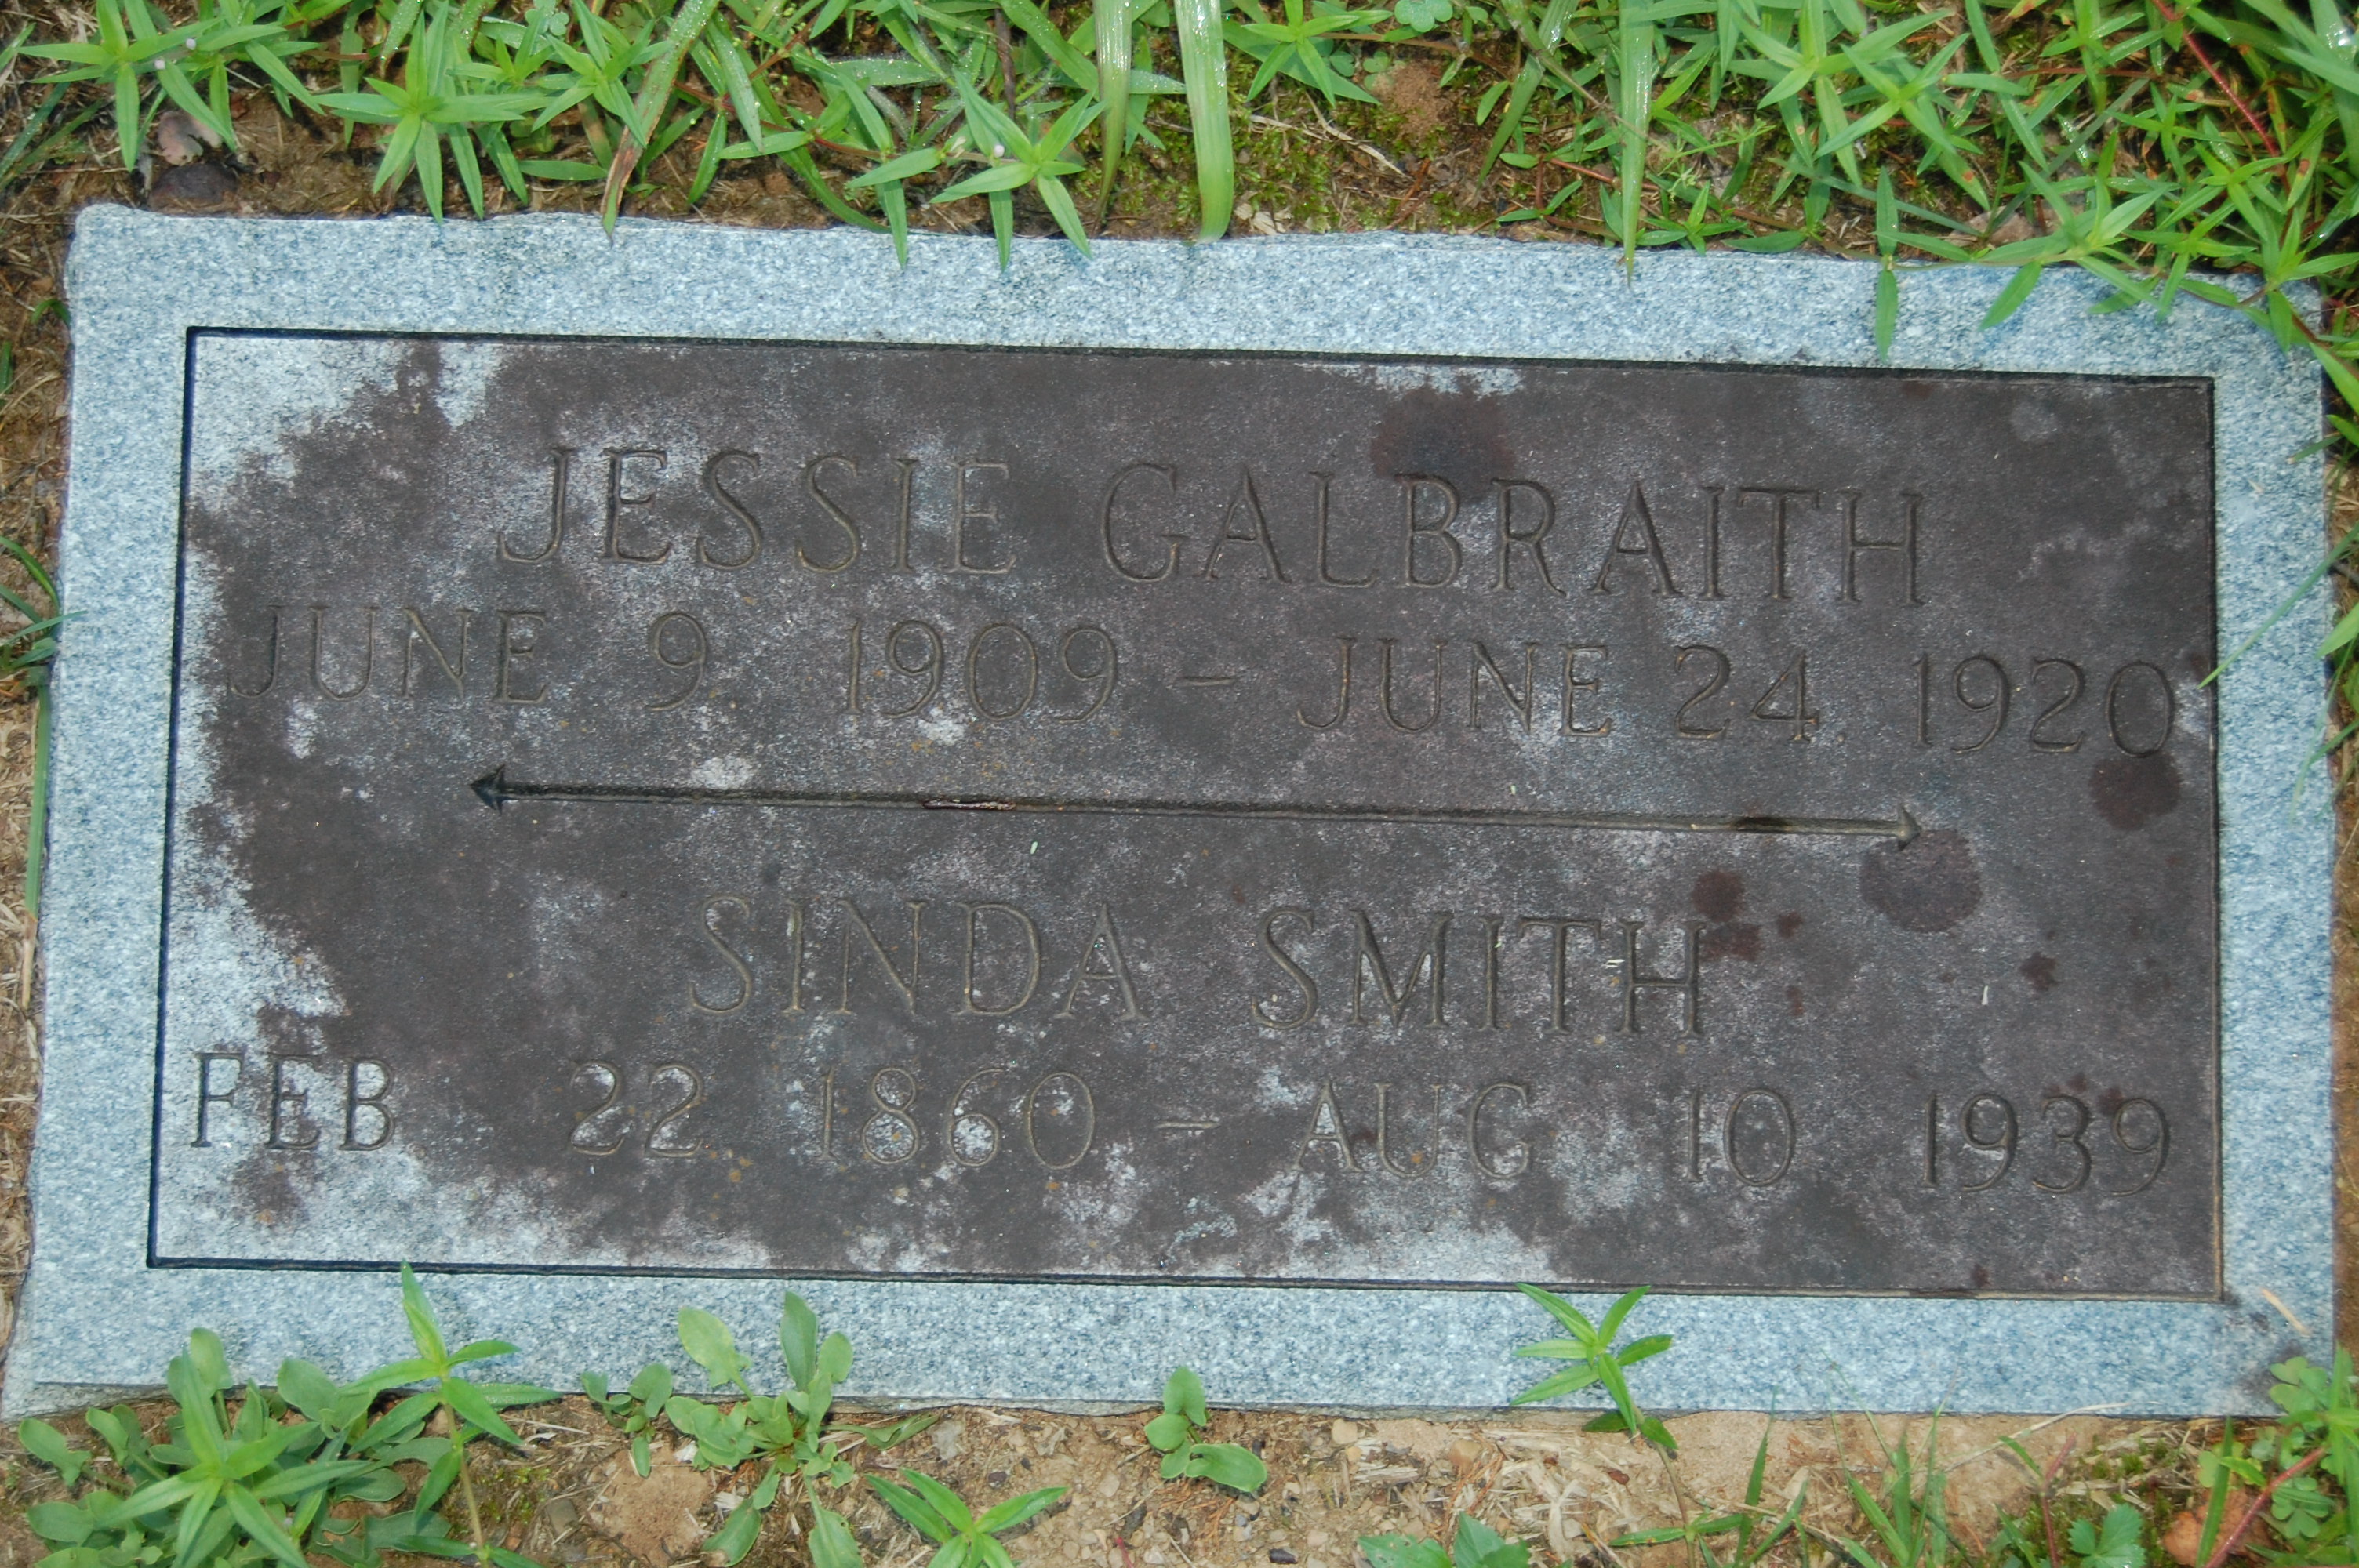 JESSIE GALBRAITH
JUNE 9, 1909 - JUNE 24, 1920
SINDA SMITH
FEB 22, 1860 - AUG 10 1939